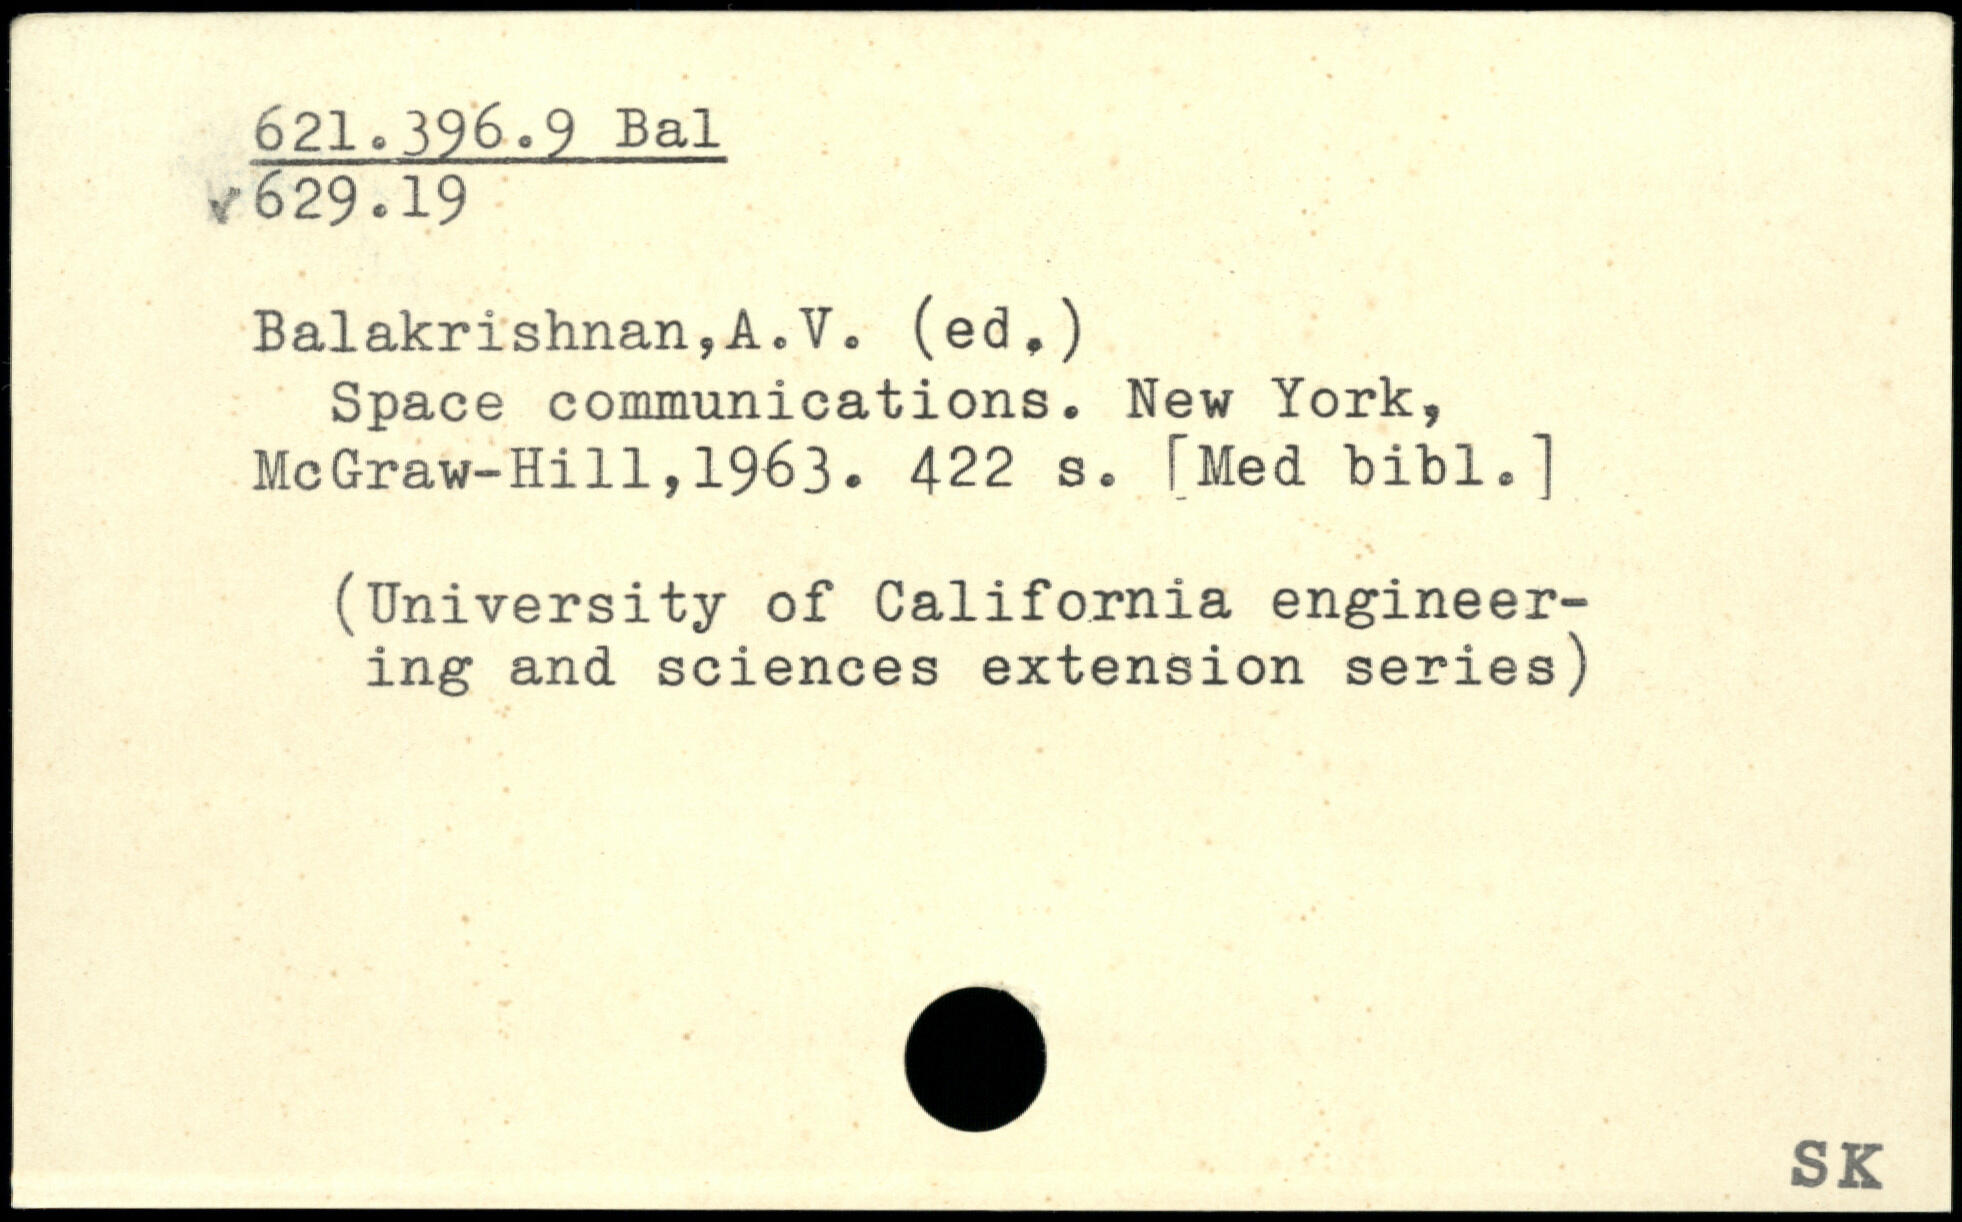 621.396.9 Bal
✓629.19
Balakrishnan,A.V. (ed.)
Space communications. New York,
McGraw-Hill,1963. 422 s. [Med bibl.]
(University of California engineer-
ing and sciences extension series)
SK